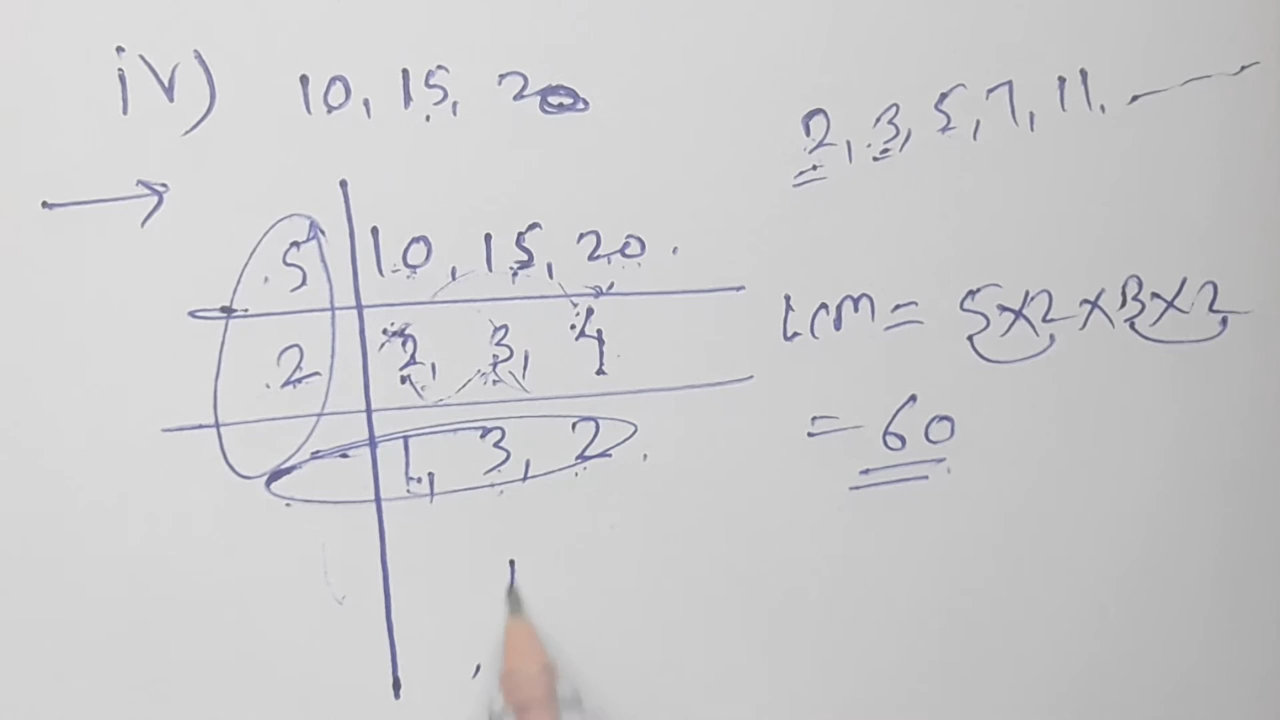 iv) 10, 15, 20
2, 3, 5, 7, 11.
5 10, 15, 20.
2 2, 3, 4
1, 3, 2.
LCM = 5×2×3×2
= 60